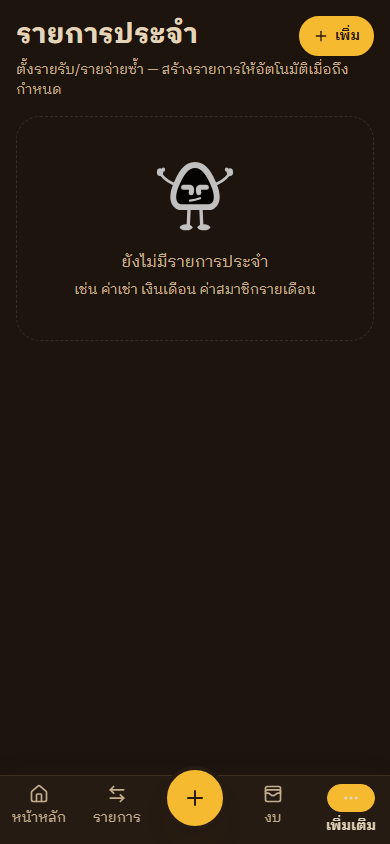 รายการประจำ
เพิ่ม
ตั้งรายรับ/รายจ่ายซ้ำ — สร้างรายการให้อัตโนมัติเมื่อถึง
กำหนด
ยังไม่มีรายการประจำ
เช่น ค่าเช่า เงินเดือน ค่าสมาชิกรายเดือน
หน้าหลัก
รายการ
งบ
เพิ่มเติม